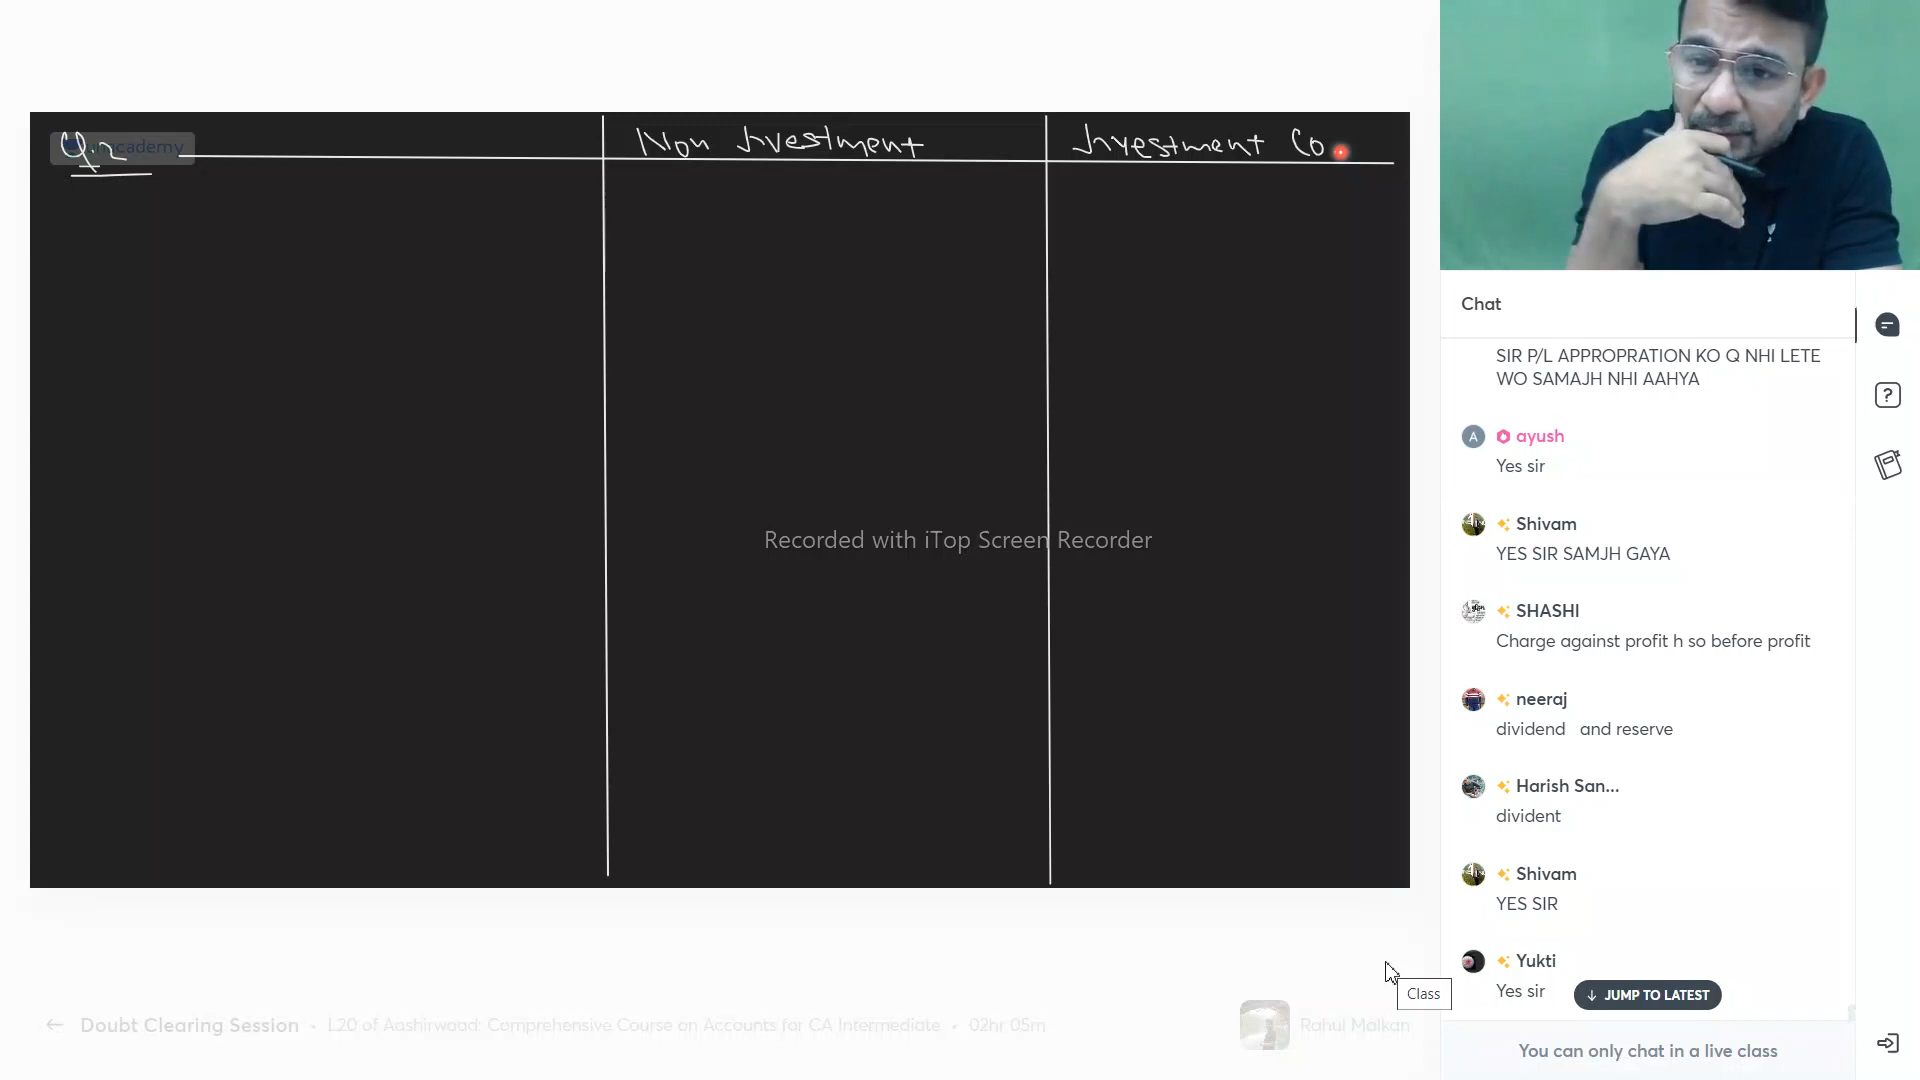 Q.2
Non Investment
Investment Co
Recorded with iTop Screen Recorder
Chat
SIR P/L APPROPRATION KO Q NHI LETE
WO SAMAJH NHI AAHYA
A
ayush
Yes sir
Shivam
YES SIR SAMJH GAYA
SHASHI
Charge against profit h so before profit
neeraj
dividend and reserve
Harish San...
divident
Shivam
YES SIR
Yukti
Yes sir
JUMP TO LATEST
You can only chat in a live class
Class
Doubt Clearing Session • L20 of Aashirwaad: Comprehensive Course on Accounts for CA Intermediate • 02hr 05m
Rahul Malkan